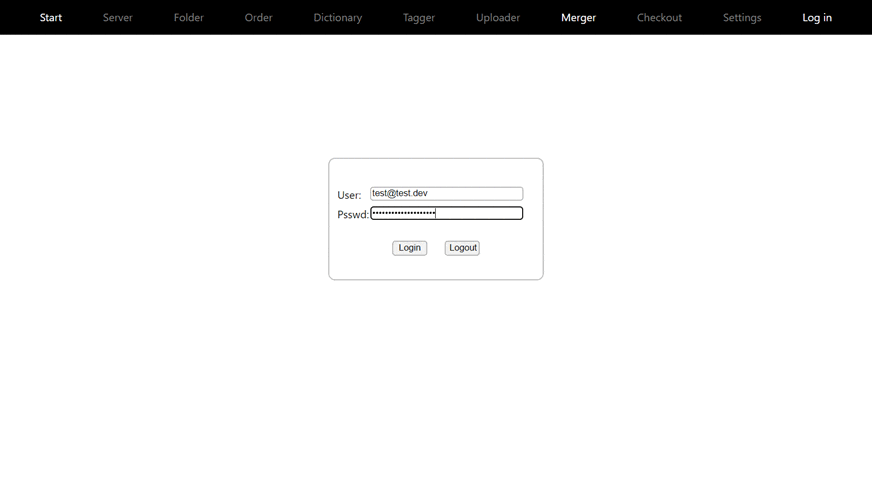 Start Server Folder Order Dictionary Tagger Uploader Merger Checkout Settings Log in
User: test@test.dev
Psswd: ••••••••••••••••••••
Login Logout